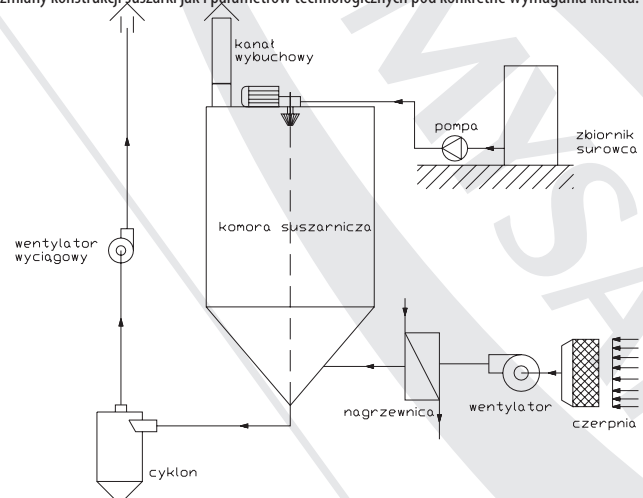 zmiany konstrukcji suszarki jak i parametrów technologicznych pod konkretne wymagania klienta.
kanał
wybuchowy
pompa
zbiornik
surowca
komora suszarnicza
wentylator
wyciągowy
nagrzewnica
wentylator
czerpnia
cyklon
MYSA